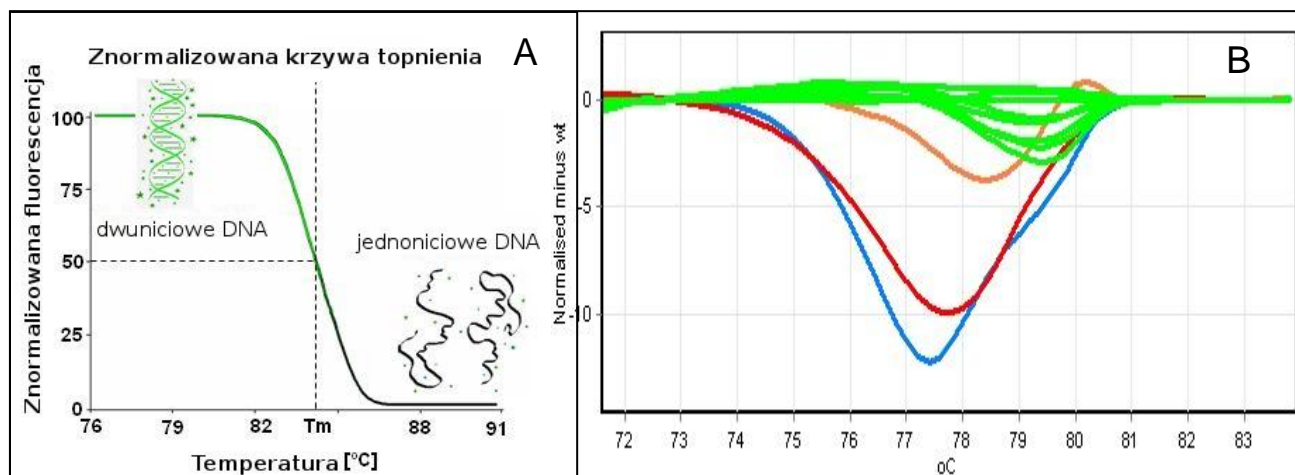 Znormalizowana krzywa topnienia
A
Znormalizowana fluorescencja
100
75
50
25
0
dwuniciowe DNA
jednoniciowe DNA
76 79 82 Tm 88 91
Temperatura [°C]
B
Normalised minus wt
0
-5
-10
72 73 74 75 76 77 78 79 80 81 82 83
oC